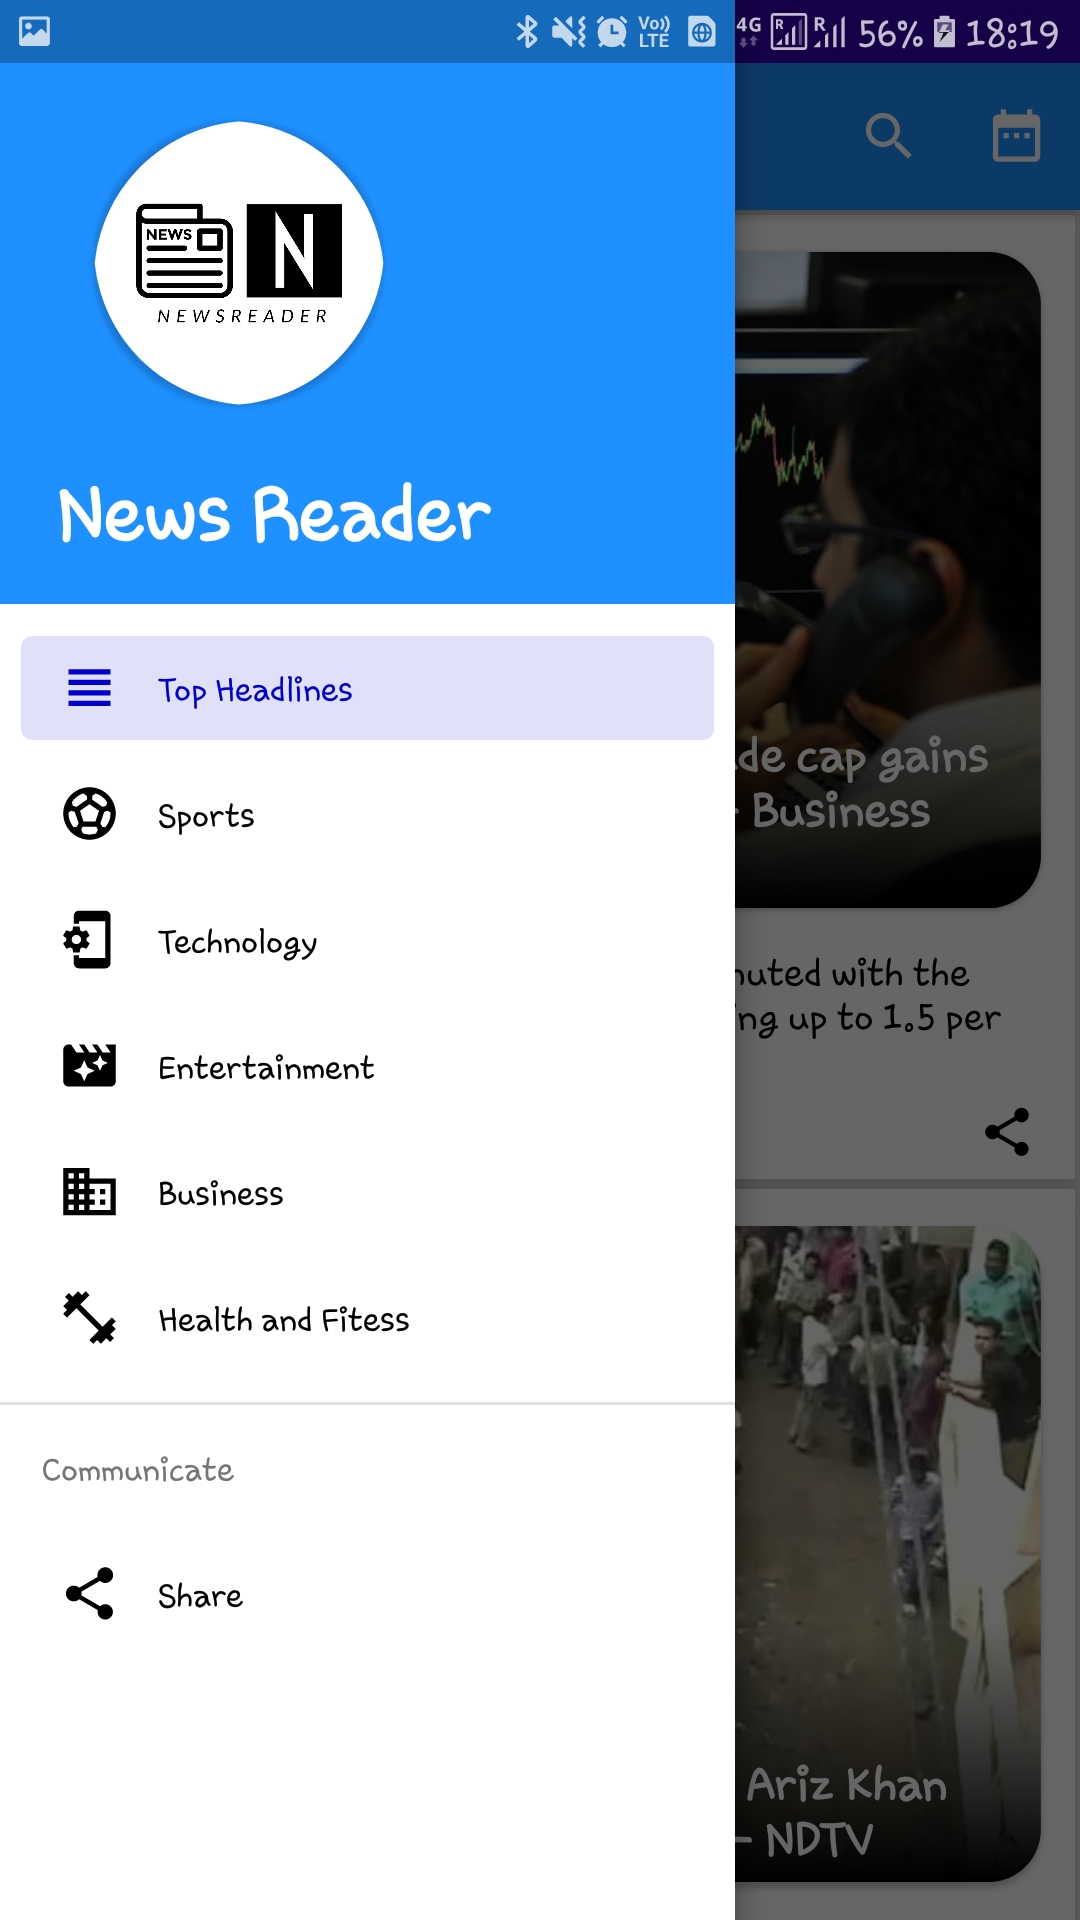 Vo)) LTE 4G R R 56% 18:19
NEWS N
NEWSREADER
News Reader
Top Headlines
Sports
Technology
Entertainment
Business
Health and Fitess
Communicate
Share
de cap gains
- Business
uted with the
ng up to 1.5 per
Ariz Khan
- NDTV